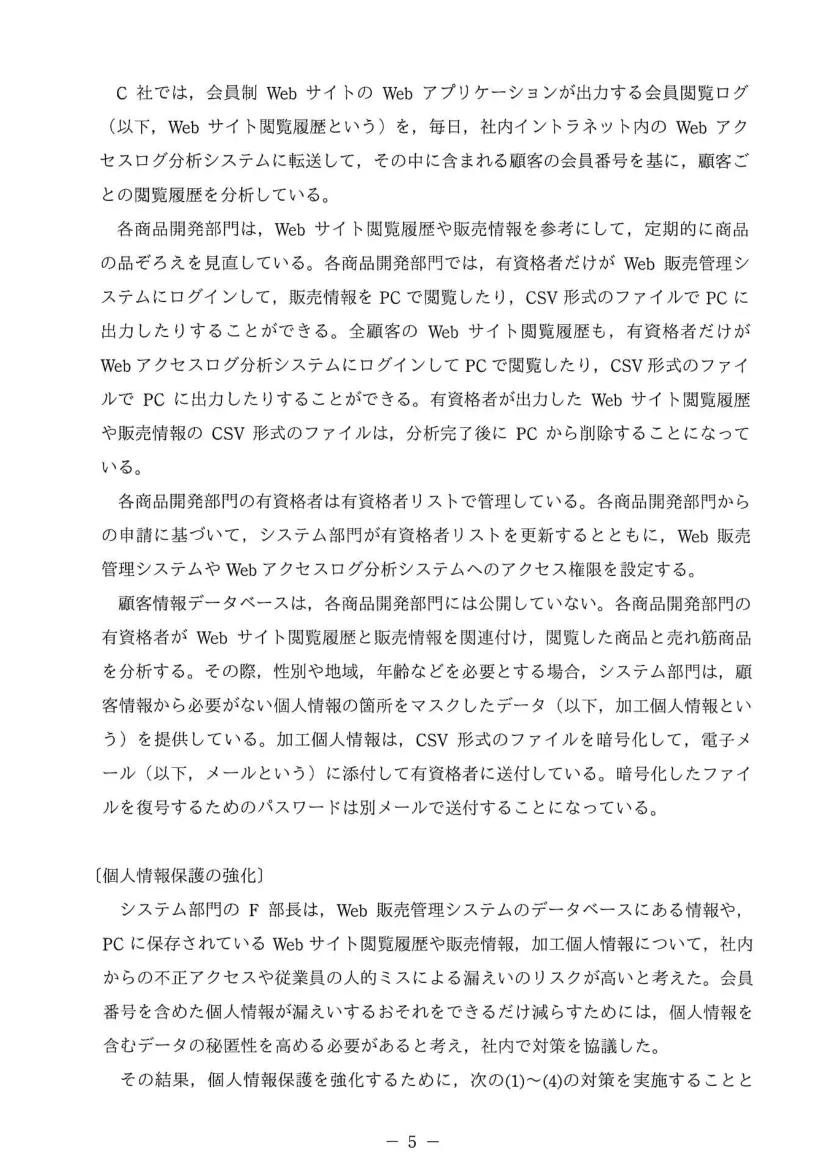 C 社では，会員制 Web サイトの Web アプリケーションが出力する会員閲覧ログ
（以下，Web サイト閲覧履歴という）を，毎日，社内イントラネット内の Web アク
セスログ分析システムに転送して，その中に含まれる顧客の会員番号を基に，顧客ご
との閲覧履歴を分析している。
各商品開発部門は，Web サイト閲覧履歴や販売情報を参考にして，定期的に商品
の品ぞろえを見直している。各商品開発部門では，有資格者だけが Web 販売管理シ
ステムにログインして，販売情報を PC で閲覧したり，CSV 形式のファイルで PC に
出力したりすることができる。全顧客の Web サイト閲覧履歴も，有資格者だけが
Web アクセスログ分析システムにログインして PC で閲覧したり，CSV 形式のファイ
ルで PC に出力したりすることができる。有資格者が出力した Web サイト閲覧履歴
や販売情報の CSV 形式のファイルは，分析完了後に PC から削除することになって
いる。
各商品開発部門の有資格者は有資格者リストで管理している。各商品開発部門から
の申請に基づいて，システム部門が有資格者リストを更新するとともに，Web 販売
管理システムや Web アクセスログ分析システムへのアクセス権限を設定する。
顧客情報データベースは，各商品開発部門には公開していない。各商品開発部門の
有資格者が Web サイト閲覧履歴と販売情報を関連付け，閲覧した商品と売れ筋商品
を分析する。その際，性別や地域，年齢などを必要とする場合，システム部門は，顧
客情報から必要がない個人情報の箇所をマスクしたデータ（以下，加工個人情報とい
う）を提供している。加工個人情報は，CSV 形式のファイルを暗号化して，電子メ
ール（以下，メールという）に添付して有資格者に送付している。暗号化したファイ
ルを復号するためのパスワードは別メールで送付することになっている。
〔個人情報保護の強化〕
システム部門の F 部長は，Web 販売管理システムのデータベースにある情報や，
PC に保存されている Web サイト閲覧履歴や販売情報，加工個人情報について，社内
からの不正アクセスや従業員の人的ミスによる漏えいのリスクが高いと考えた。会員
番号を含めた個人情報が漏えいするおそれをできるだけ減らすためには，個人情報を
含むデータの秘匿性を高める必要があると考え，社内で対策を協議した。
その結果，個人情報保護を強化するために，次の(1)～(4)の対策を実施することと
－ 5 －